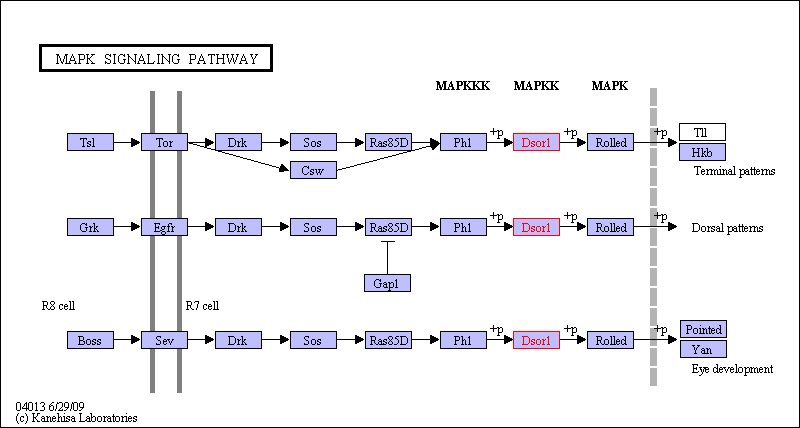 MAPK SIGNALING PATHWAY
MAPKKK MAPKK MAPK
Tsl Tor Drk Sos Ras85D Ph1 +p Dsor1 +p Rolled +p Tll
Csw Hkb
Terminal patterns
Grk Egfr Drk Sos Ras85D Ph1 +p Dsor1 +p Rolled +p Dorsal patterns
Gap1
R8 cell R7 cell
Boss Sev Drk Sos Ras85D Ph1 +p Dsor1 +p Rolled +p Pointed
Yan
Eye development
04013 6/29/09
(c) Kanehisa Laboratories